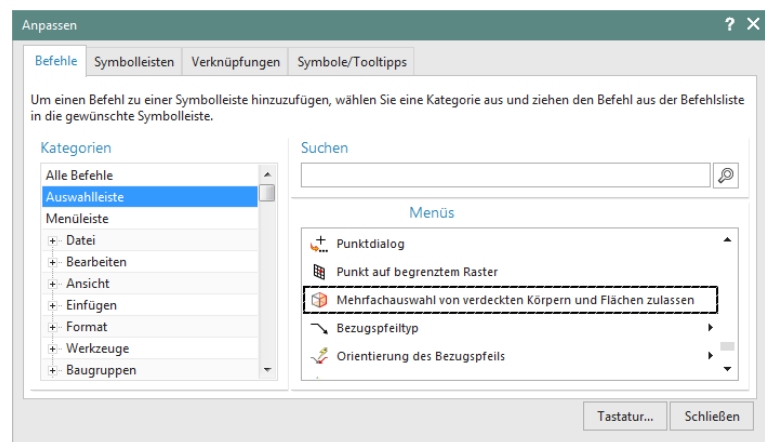 Anpassen
Befehle Symbolleisten Verknüpfungen Symbole/Tooltipps
Um einen Befehl zu einer Symbolleiste hinzuzufügen, wählen Sie eine Kategorie aus und ziehen den Befehl aus der Befehlsliste
in die gewünschte Symbolleiste.
Kategorien
Alle Befehle
Auswahlleiste
Menüleiste
Datei
Bearbeiten
Ansicht
Einfügen
Format
Werkzeuge
Baugruppen
Suchen
Menüs
Punktdialog
Punkt auf begrenztem Raster
Mehrfachauswahl von verdeckten Körpern und Flächen zulassen
Bezugspfeiltyp
Orientierung des Bezugspfeils
Tastatur... Schließen